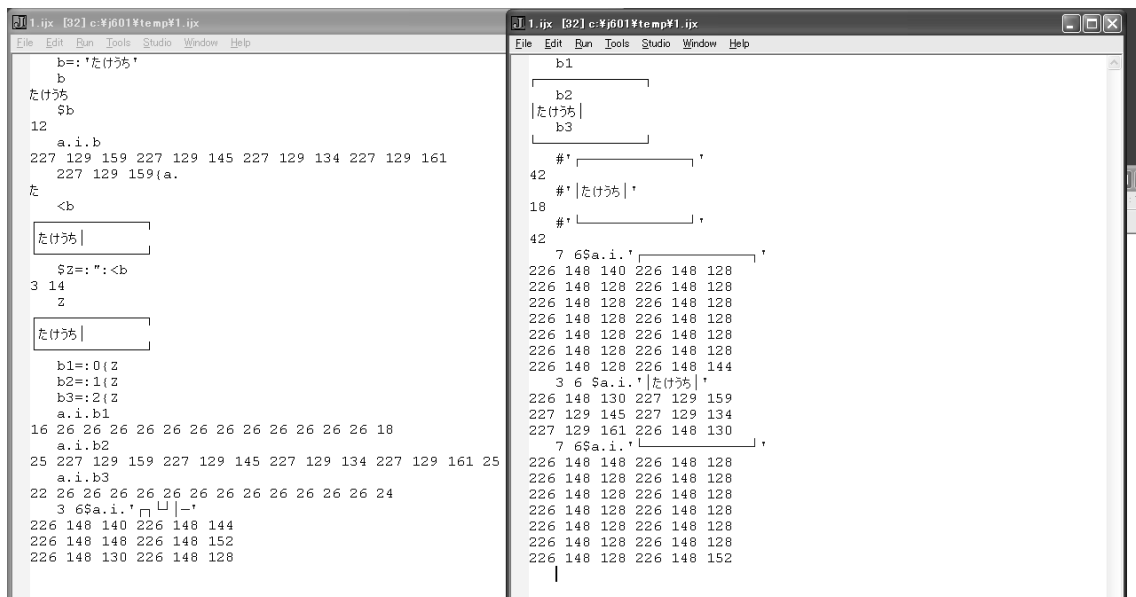 1.ijx [32] c:¥j601¥temp¥1.ijx
File Edit Run Tools Studio Window Help
b=:'たけうち'
b
たけうち
$b
12
a.i.b
227 129 159 227 129 145 227 129 134 227 129 161
227 129 159{a.
た
<b
┌────────────┐
│たけうち│
└────────────┘
$Z=:":<b
3 14
Z
┌────────────┐
│たけうち│
└────────────┘
b1=:0{Z
b2=:1{Z
b3=:2{Z
a.i.b1
16 26 26 26 26 26 26 26 26 26 26 26 26 18
a.i.b2
25 227 129 159 227 129 145 227 129 134 227 129 161 25
a.i.b3
22 26 26 26 26 26 26 26 26 26 26 26 26 24
3 6$a.i.'┌┐└┘│─'
226 148 140 226 148 144
226 148 148 226 148 152
226 148 130 226 148 128
1.ijx [32] c:¥j601¥temp¥1.ijx
File Edit Run Tools Studio Window Help
b1
┌────────────┐
b2
│たけうち│
b3
└────────────┘
#'┌────────────┐'
42
#'│たけうち│'
18
#'└────────────┘'
42
7 6$a.i.'┌────────────┐'
226 148 140 226 148 128
226 148 128 226 148 128
226 148 128 226 148 128
226 148 128 226 148 128
226 148 128 226 148 128
226 148 128 226 148 128
226 148 128 226 148 144
3 6 $a.i.'│たけうち│'
226 148 130 227 129 159
227 129 145 227 129 134
227 129 161 226 148 130
7 6$a.i.'└────────────┘'
226 148 148 226 148 128
226 148 128 226 148 128
226 148 128 226 148 128
226 148 128 226 148 128
226 148 128 226 148 128
226 148 128 226 148 128
226 148 128 226 148 152